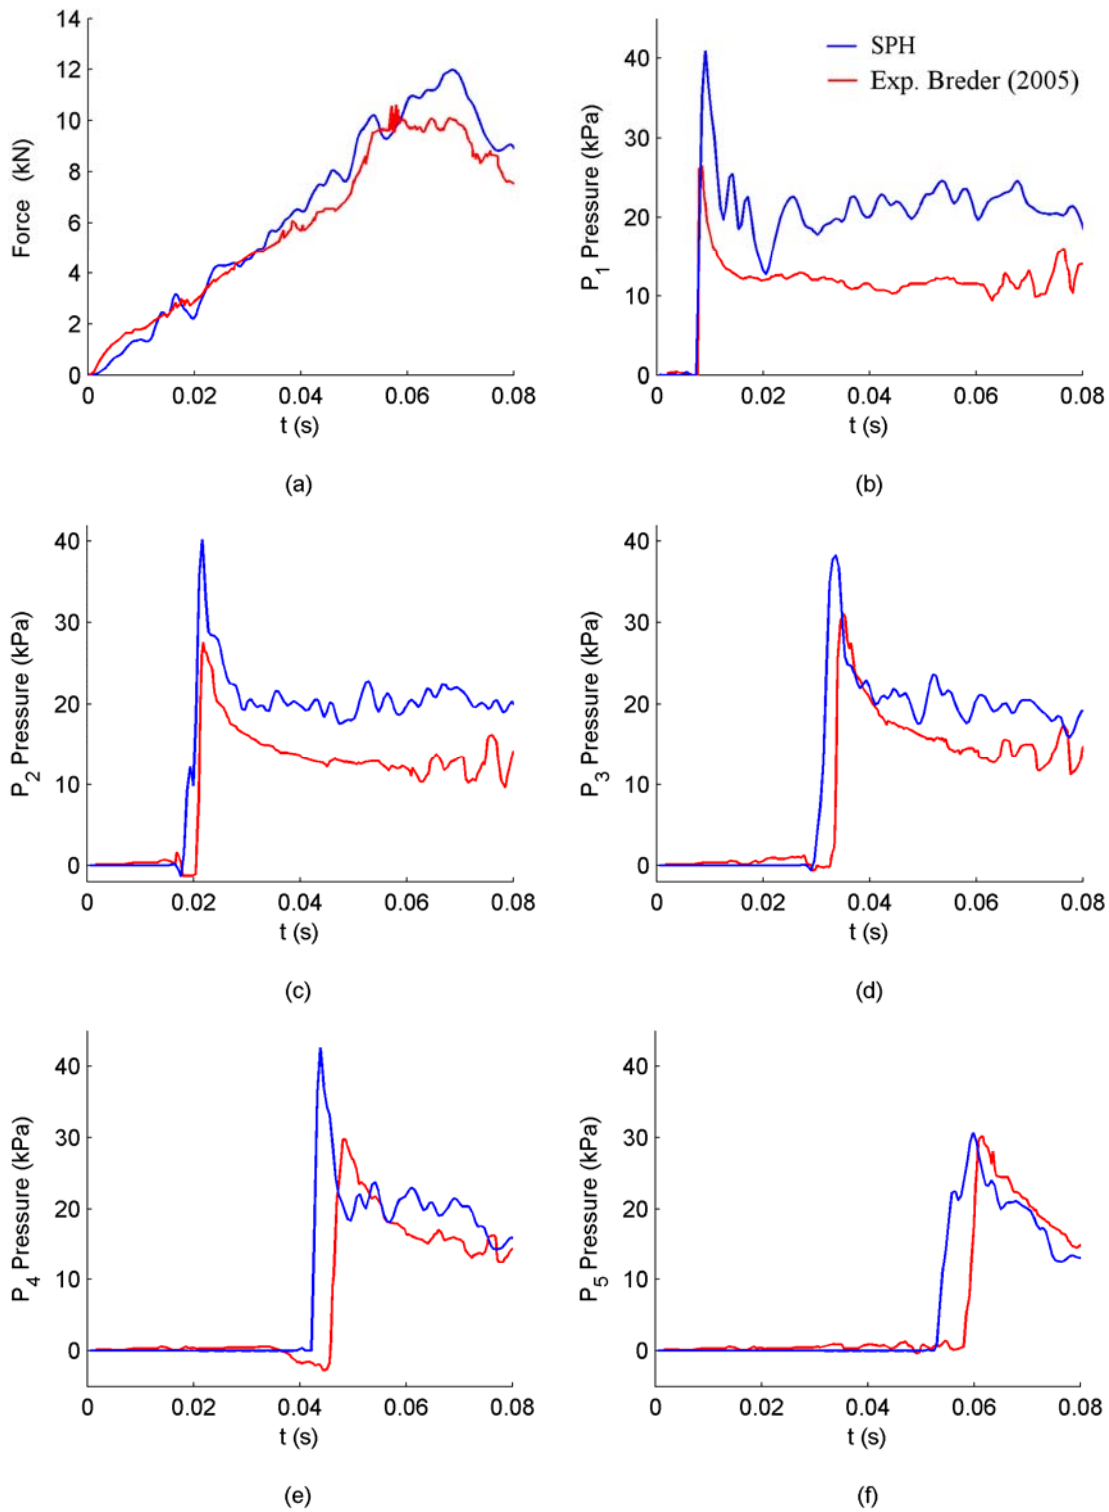 14
12
10
8
6
4
2
0
Force (kN)
0 0.02 0.04 0.06 0.08
t (s)
(a)
40
30
20
10
0
P1 Pressure (kPa)
SPH
Exp. Breder (2005)
0 0.02 0.04 0.06 0.08
t (s)
(b)
40
30
20
10
0
P2 Pressure (kPa)
0 0.02 0.04 0.06 0.08
t (s)
(c)
40
30
20
10
0
P3 Pressure (kPa)
0 0.02 0.04 0.06 0.08
t (s)
(d)
40
30
20
10
0
P4 Pressure (kPa)
0 0.02 0.04 0.06 0.08
t (s)
(e)
40
30
20
10
0
P5 Pressure (kPa)
0 0.02 0.04 0.06 0.08
t (s)
(f)